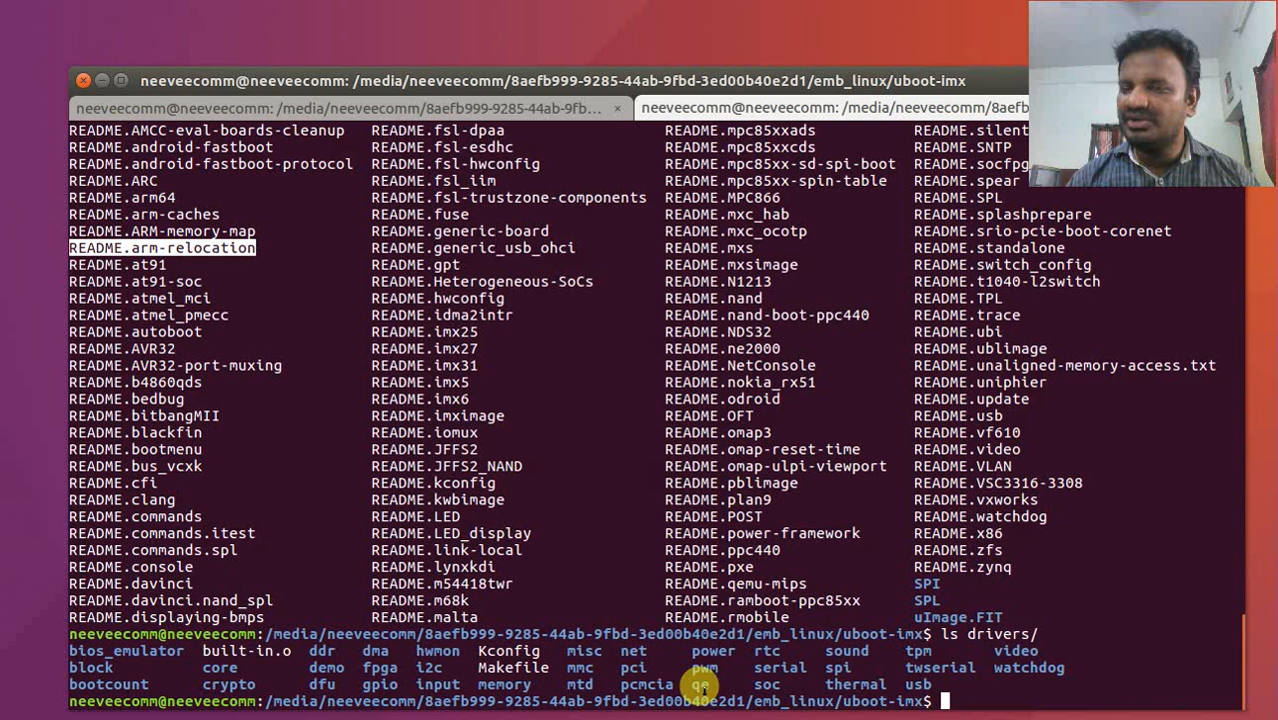 neeveecomm@neeveecomm: /media/neeveecomm/8aefb999-9285-44ab-9fbd-3ed00b40e2d1/emb_linux/uboot-imx
neeveecomm@neeveecomm: /media/neeveecomm/8aefb999-9285-44ab-9fb... × neeveecomm@neeveecomm: /media/neeveecomm/8aefb
README.AMCC-eval-boards-cleanup README.fsl-dpaa README.mpc85xxads README.silent
README.android-fastboot README.fsl-esdhc README.mpc85xxcds README.SNTP
README.android-fastboot-protocol README.fsl-hwconfig README.mpc85xx-sd-spi-boot README.socfpg
README.ARC README.fsl_iim README.mpc85xx-spin-table README.spear
README.arm64 README.fsl-trustzone-components README.MPC866 README.SPL
README.arm-caches README.fuse README.mxc_hab README.splashprepare
README.ARM-memory-map README.generic-board README.mxc_ocotp README.srio-pcie-boot-corenet
README.arm-relocation README.generic_usb_ohci README.mxs README.standalone
README.at91 README.gpt README.mxsimage README.switch_config
README.at91-soc README.Heterogeneous-SoCs README.N1213 README.t1040-l2switch
README.atmel_mci README.hwconfig README.nand README.TPL
README.atmel_pmecc README.idma2intr README.nand-boot-ppc440 README.trace
README.autoboot README.imx25 README.NDS32 README.ubi
README.AVR32 README.imx27 README.ne2000 README.ublimage
README.AVR32-port-muxing README.imx31 README.NetConsole README.unaligned-memory-access.txt
README.b4860qds README.imx5 README.nokia_rx51 README.uniphier
README.bedbug README.imx6 README.odroid README.update
README.bitbangMII README.imximage README.OFT README.usb
README.blackfin README.iomux README.omap3 README.vf610
README.bootmenu README.JFFS2 README.omap-reset-time README.video
README.bus_vcxk README.JFFS2_NAND README.omap-ulpi-viewport README.VLAN
README.cfi README.kconfig README.pblimage README.VSC3316-3308
README.clang README.kwbimage README.plan9 README.vxworks
README.commands README.LED README.POST README.watchdog
README.commands.itest README.LED_display README.power-framework README.x86
README.commands.spl README.link-local README.ppc440 README.zfs
README.console README.lynxkdi README.pxe README.zynq
README.davinci README.m54418twr README.qemu-mips SPI
README.davinci.nand_spl README.m68k README.ramboot-ppc85xx SPL
README.displaying-bmps README.malta README.rmobile uImage.FIT
neeveecomm@neeveecomm:/media/neeveecomm/8aefb999-9285-44ab-9fbd-3ed00b40e2d1/emb_linux/uboot-imx$ ls drivers/
bios_emulator built-in.o ddr dma hwmon Kconfig misc net power rtc sound tpm video
block core demo fpga i2c Makefile mmc pci pwm serial spi twserial watchdog
bootcount crypto dfu gpio input memory mtd pcmcia qe soc thermal usb
neeveecomm@neeveecomm:/media/neeveecomm/8aefb999-9285-44ab-9fbd-3ed00b40e2d1/emb_linux/uboot-imx$